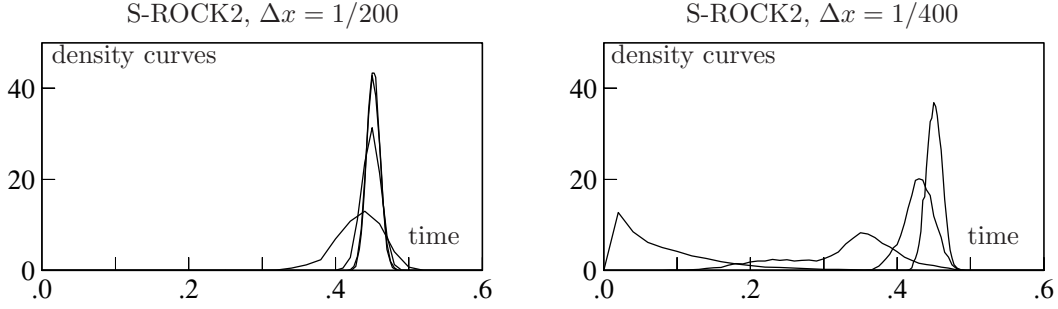 S-ROCK2, Δx = 1/200
density curves
40
20
0
time
.0
.2
.4
.6
S-ROCK2, Δx = 1/400
density curves
40
20
0
time
.0
.2
.4
.6